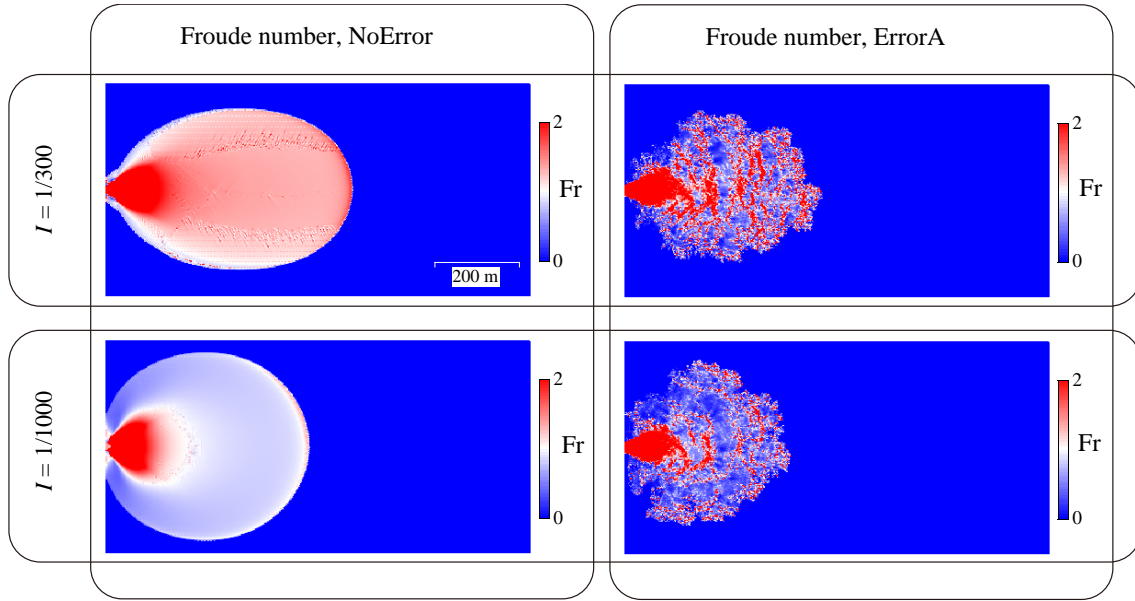 Froude number, NoError
Froude number, ErrorA
I = 1/300
2
Fr
0
200 m
2
Fr
0
I = 1/1000
2
Fr
0
2
Fr
0